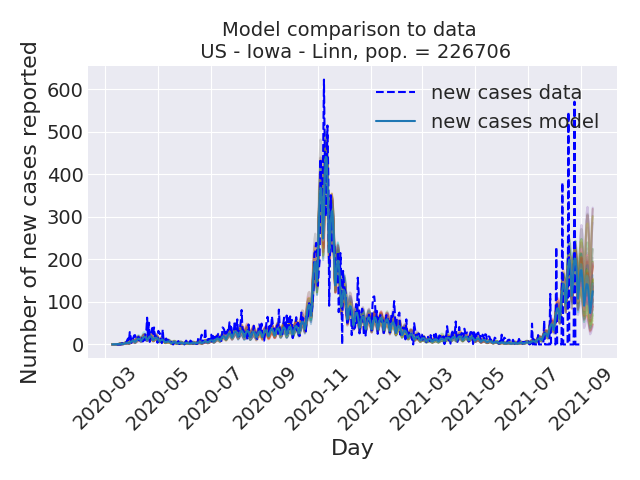 Model comparison to data
US - Iowa - Linn, pop. = 226706
Number of new cases reported
600
500
400
300
200
100
0
new cases data
new cases model
2020-03
2020-05
2020-07
2020-09
2020-11
2021-01
2021-03
2021-05
2021-07
2021-09
Day